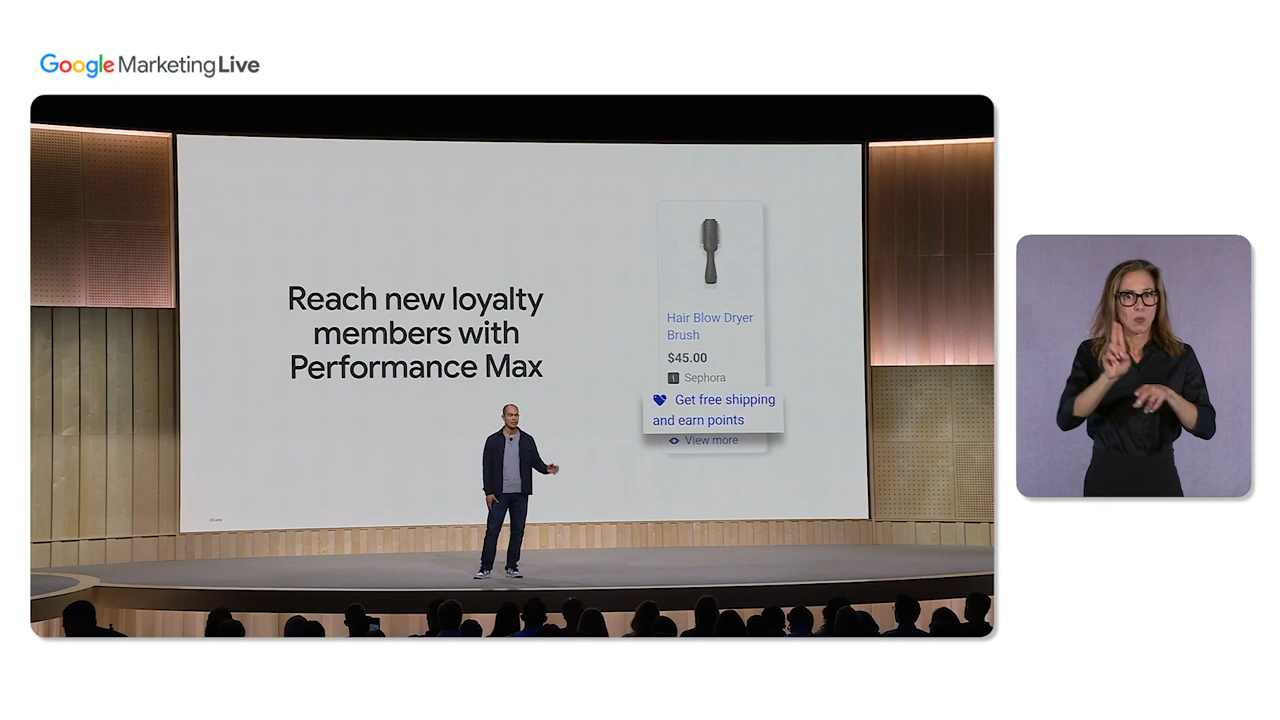 Google Marketing Live
Reach new loyalty
members with
Performance Max
Hair Blow Dryer
Brush
$45.00
Sephora
Get free shipping
and earn points
View more